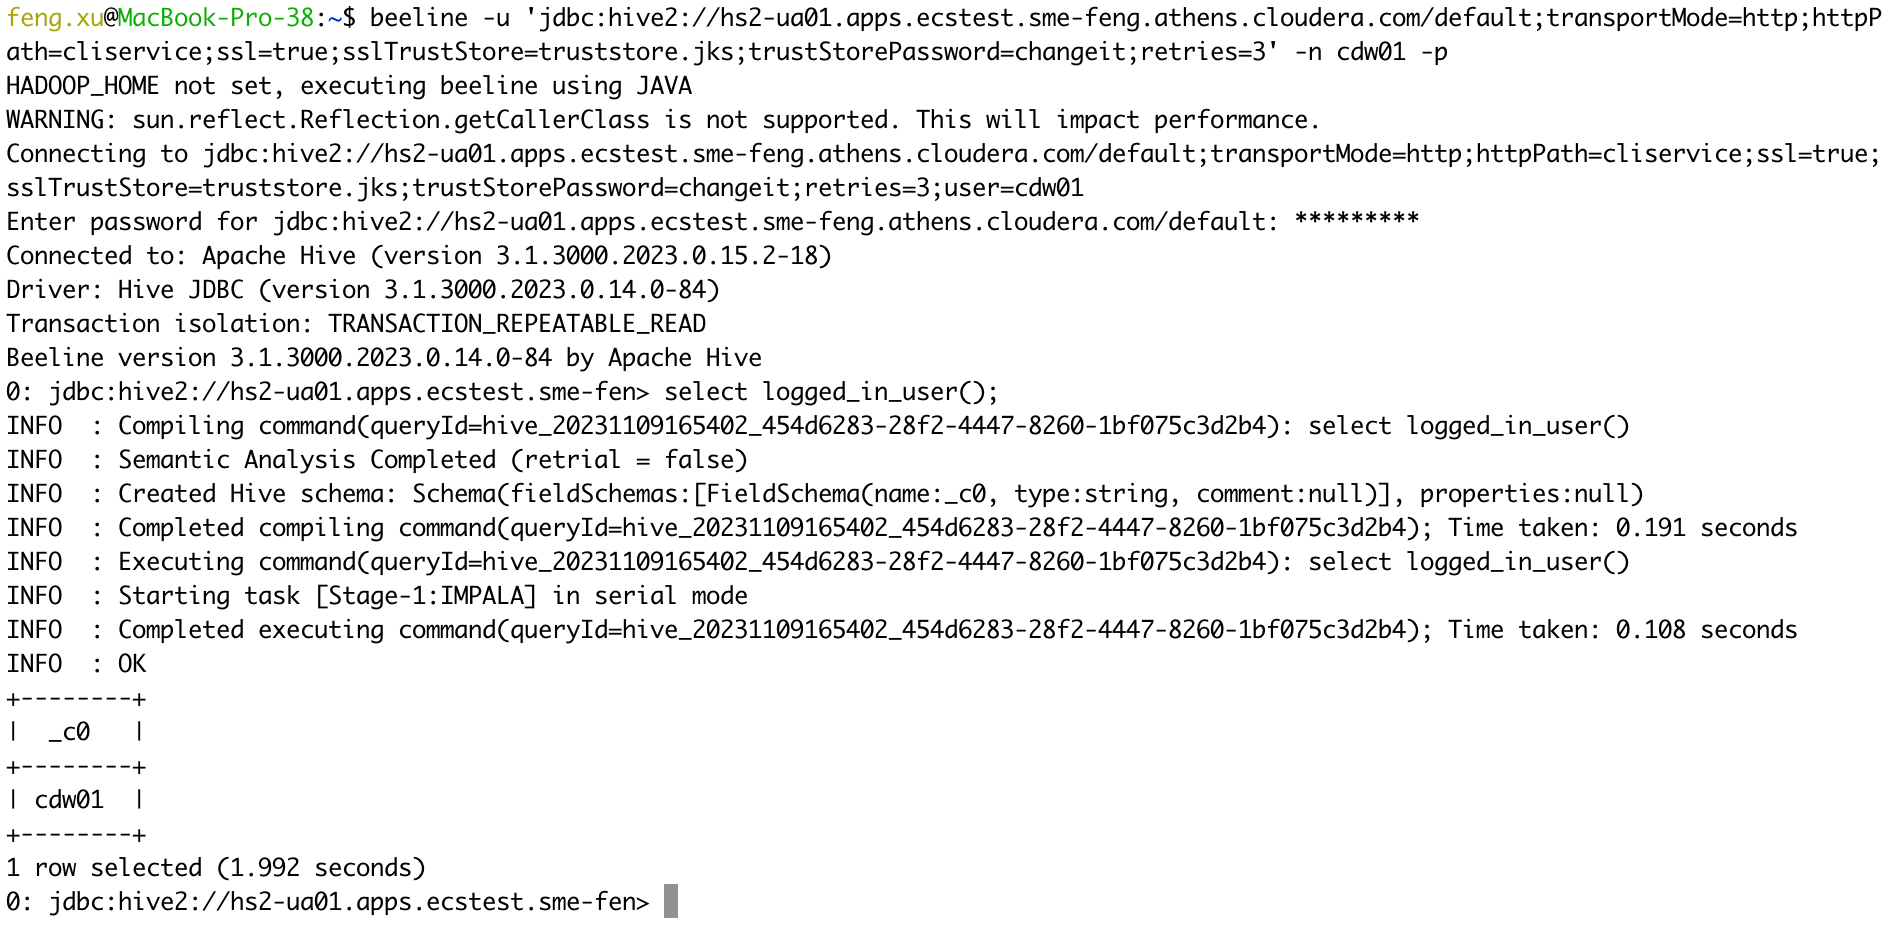 feng.xu@MacBook-Pro-38:~$ beeline -u 'jdbc:hive2://hs2-ua01.apps.ecstest.sme-feng.athens.cloudera.com/default;transportMode=http;httpP
ath=cliservice;ssl=true;sslTrustStore=truststore.jks;trustStorePassword=changeit;retries=3' -n cdw01 -p
HADOOP_HOME not set, executing beeline using JAVA
WARNING: sun.reflect.Reflection.getCallerClass is not supported. This will impact performance.
Connecting to jdbc:hive2://hs2-ua01.apps.ecstest.sme-feng.athens.cloudera.com/default;transportMode=http;httpPath=cliservice;ssl=true;
sslTrustStore=truststore.jks;trustStorePassword=changeit;retries=3;user=cdw01
Enter password for jdbc:hive2://hs2-ua01.apps.ecstest.sme-feng.athens.cloudera.com/default: *********
Connected to: Apache Hive (version 3.1.3000.2023.0.15.2-18)
Driver: Hive JDBC (version 3.1.3000.2023.0.14.0-84)
Transaction isolation: TRANSACTION_REPEATABLE_READ
Beeline version 3.1.3000.2023.0.14.0-84 by Apache Hive
0: jdbc:hive2://hs2-ua01.apps.ecstest.sme-fen> select logged_in_user();
INFO  : Compiling command(queryId=hive_20231109165402_454d6283-28f2-4447-8260-1bf075c3d2b4): select logged_in_user()
INFO  : Semantic Analysis Completed (retrial = false)
INFO  : Created Hive schema: Schema(fieldSchemas:[FieldSchema(name:_c0, type:string, comment:null)], properties:null)
INFO  : Completed compiling command(queryId=hive_20231109165402_454d6283-28f2-4447-8260-1bf075c3d2b4); Time taken: 0.191 seconds
INFO  : Executing command(queryId=hive_20231109165402_454d6283-28f2-4447-8260-1bf075c3d2b4): select logged_in_user()
INFO  : Starting task [Stage-1:IMPALA] in serial mode
INFO  : Completed executing command(queryId=hive_20231109165402_454d6283-28f2-4447-8260-1bf075c3d2b4); Time taken: 0.108 seconds
INFO  : OK
+--------+
|  _c0   |
+--------+
| cdw01  |
+--------+
1 row selected (1.992 seconds)
0: jdbc:hive2://hs2-ua01.apps.ecstest.sme-fen>